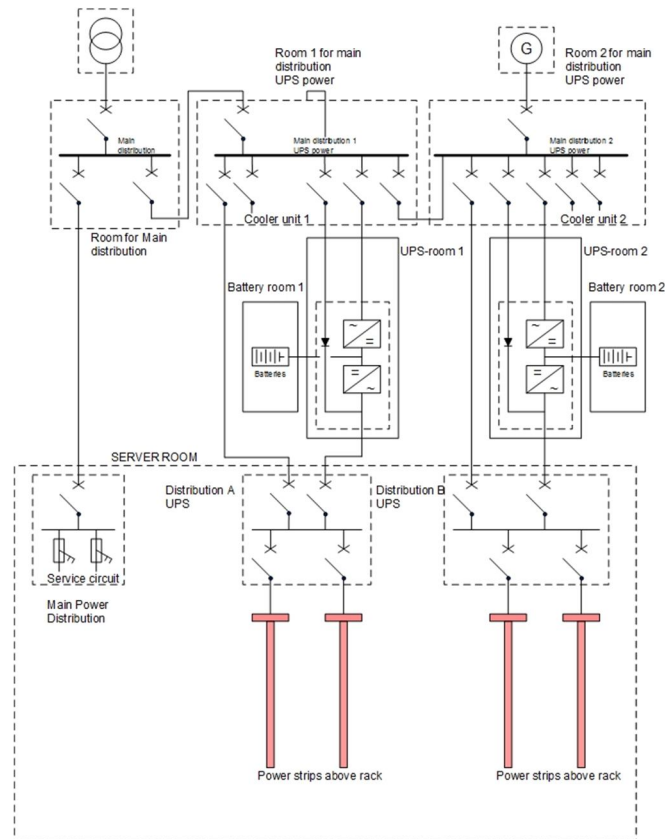 Room 1 for main
distribution
UPS power
G
Room 2 for main
distribution
UPS power
Main
distribution
Main distribution 1
UPS power
Main distribution 2
UPS power
Cooler unit 1
Cooler unit 2
Room for Main
distribution
UPS-room 1
UPS-room 2
Battery room 1
Battery room 2
Batteries
Batteries
SERVER ROOM
Distribution A
UPS
Distribution B
UPS
Service circuit
Main Power
Distribution
Power strips above rack
Power strips above rack